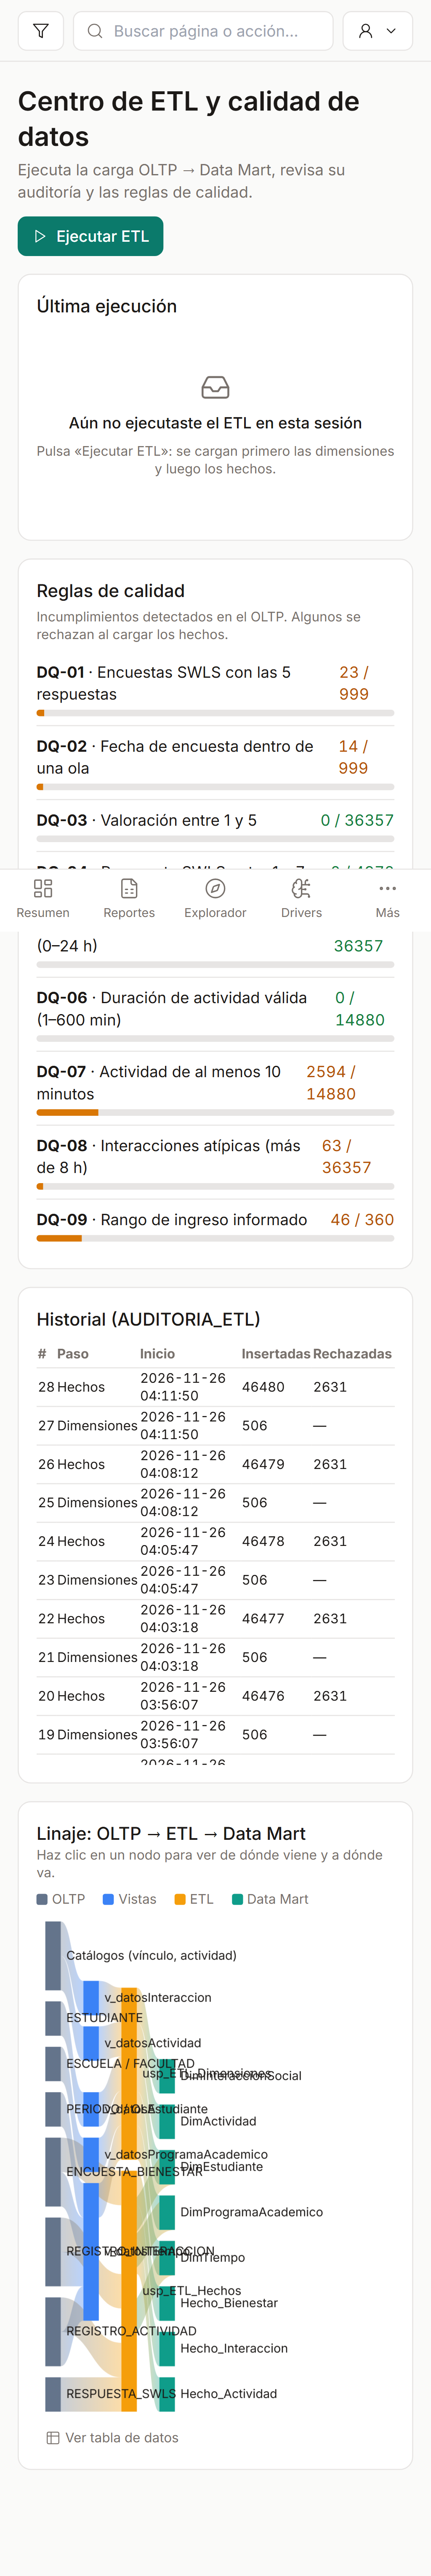 Buscar página o acción...
Centro de ETL y calidad de
datos
Ejecuta la carga OLTP → Data Mart, revisa su
auditoría y las reglas de calidad.
Ejecutar ETL
Última ejecución
Aún no ejecutaste el ETL en esta sesión
Pulsa «Ejecutar ETL»: se cargan primero las dimensiones
y luego los hechos.
Reglas de calidad
Incumplimientos detectados en el OLTP. Algunos se
rechazan al cargar los hechos.
DQ-01 · Encuestas SWLS con las 5 23 /
respuestas 999
DQ-02 · Fecha de encuesta dentro de 14 /
una ola 999
DQ-03 · Valoración entre 1 y 5 0 / 36357
Resumen Reportes Explorador Drivers Más
(0–24 h) 36357
DQ-06 · Duración de actividad válida 0 /
(1–600 min) 14880
DQ-07 · Actividad de al menos 10 2594 /
minutos 14880
DQ-08 · Interacciones atípicas (más 63 /
de 8 h) 36357
DQ-09 · Rango de ingreso informado 46 / 360
Historial (AUDITORIA_ETL)
# Paso Inicio Insertadas Rechazadas
28 Hechos 2026-11-26 04:11:50 46480 2631
27 Dimensiones 2026-11-26 04:11:50 506 —
26 Hechos 2026-11-26 04:08:12 46479 2631
25 Dimensiones 2026-11-26 04:08:12 506 —
24 Hechos 2026-11-26 04:05:47 46478 2631
23 Dimensiones 2026-11-26 04:05:47 506 —
22 Hechos 2026-11-26 04:03:18 46477 2631
21 Dimensiones 2026-11-26 04:03:18 506 —
20 Hechos 2026-11-26 03:56:07 46476 2631
19 Dimensiones 2026-11-26 03:56:07 506 —
Linaje: OLTP → ETL → Data Mart
Haz clic en un nodo para ver de dónde viene y a dónde
va.
OLTP Vistas ETL Data Mart
Catálogos (vínculo, actividad)
v_datosInteraccion
ESTUDIANTE
v_datosActividad
ESCUELA / FACULTAD
usp_ETL_Dimensiones
DimInteraccionSocial
PERIODO / OLA
v_datosEstudiante
DimActividad
v_datosProgramaAcademico
DimEstudiante
ENCUESTA_BIENESTAR
DimProgramaAcademico
REGISTRO_INTERACCION
DimTiempo
usp_ETL_Hechos
Hecho_Bienestar
REGISTRO_ACTIVIDAD
Hecho_Interaccion
RESPUESTA_SWLS
Hecho_Actividad
Ver tabla de datos